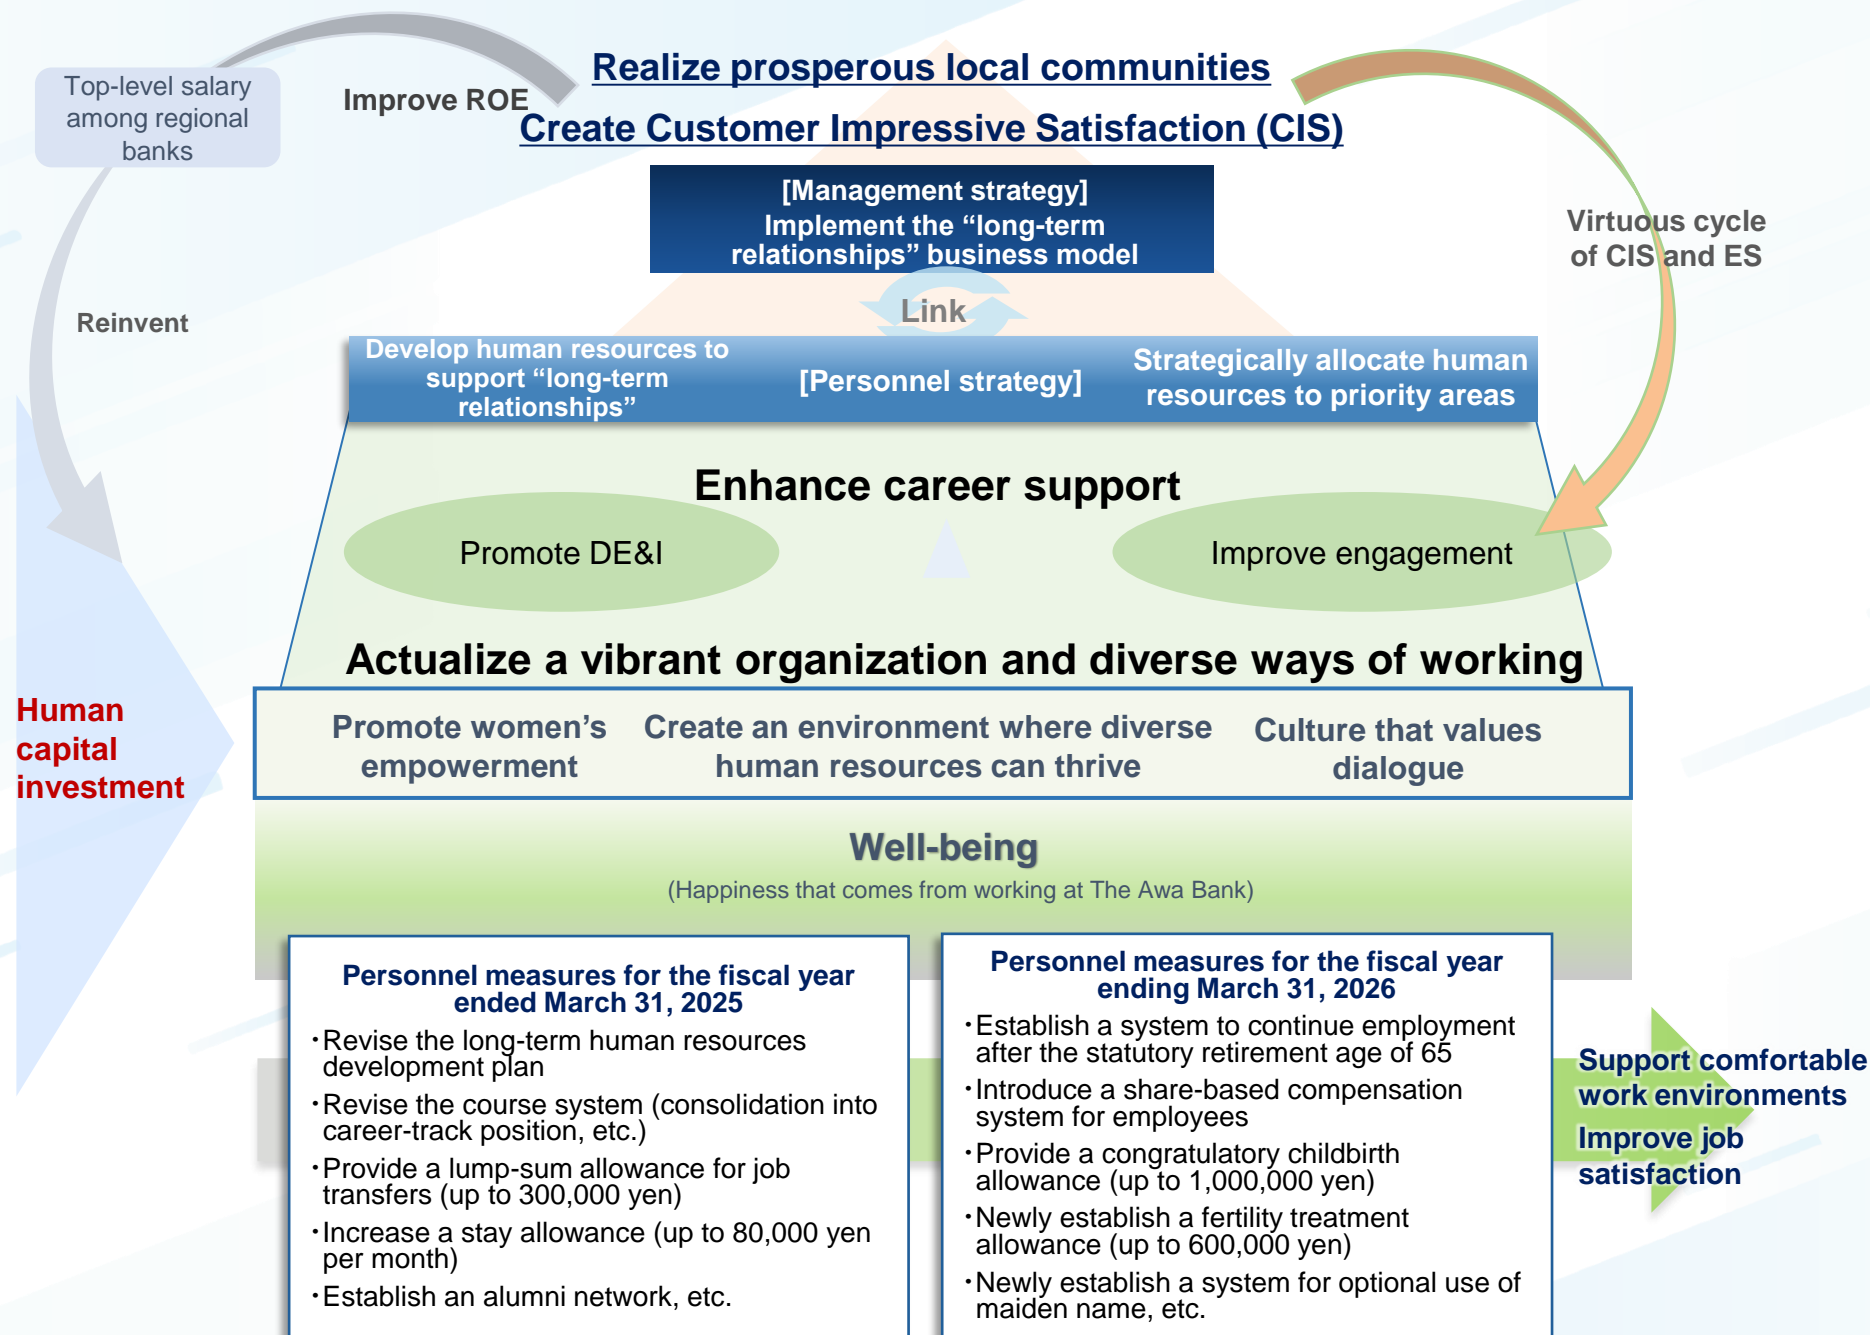 Realize prosperous local communities
Create Customer Impressive Satisfaction (CIS)
Top-level salary
among regional
banks
Improve ROE
[Management strategy]
Implement the “long-term
relationships” business model
Virtuous cycle
of CIS and ES
Link
Reinvent
Develop human resources to
support “long-term
relationships”
[Personnel strategy]
Strategically allocate human
resources to priority areas
Enhance career support
Promote DE&I
Improve engagement
Actualize a vibrant organization and diverse ways of working
Human
capital
investment
Promote women’s
empowerment
Create an environment where diverse
human resources can thrive
Culture that values
dialogue
Well-being
(Happiness that comes from working at The Awa Bank)
Personnel measures for the fiscal year
ended March 31, 2025
・Revise the long-term human resources
development plan
・Revise the course system (consolidation into
career-track position, etc.)
・Provide a lump-sum allowance for job
transfers (up to 300,000 yen)
・Increase a stay allowance (up to 80,000 yen
per month)
・Establish an alumni network, etc.
Personnel measures for the fiscal year
ending March 31, 2026
・Establish a system to continue employment
after the statutory retirement age of 65
・Introduce a share-based compensation
system for employees
・Provide a congratulatory childbirth
allowance (up to 1,000,000 yen)
・Newly establish a fertility treatment
allowance (up to 600,000 yen)
・Newly establish a system for optional use of
maiden name, etc.
Support comfortable
work environments
Improve job
satisfaction